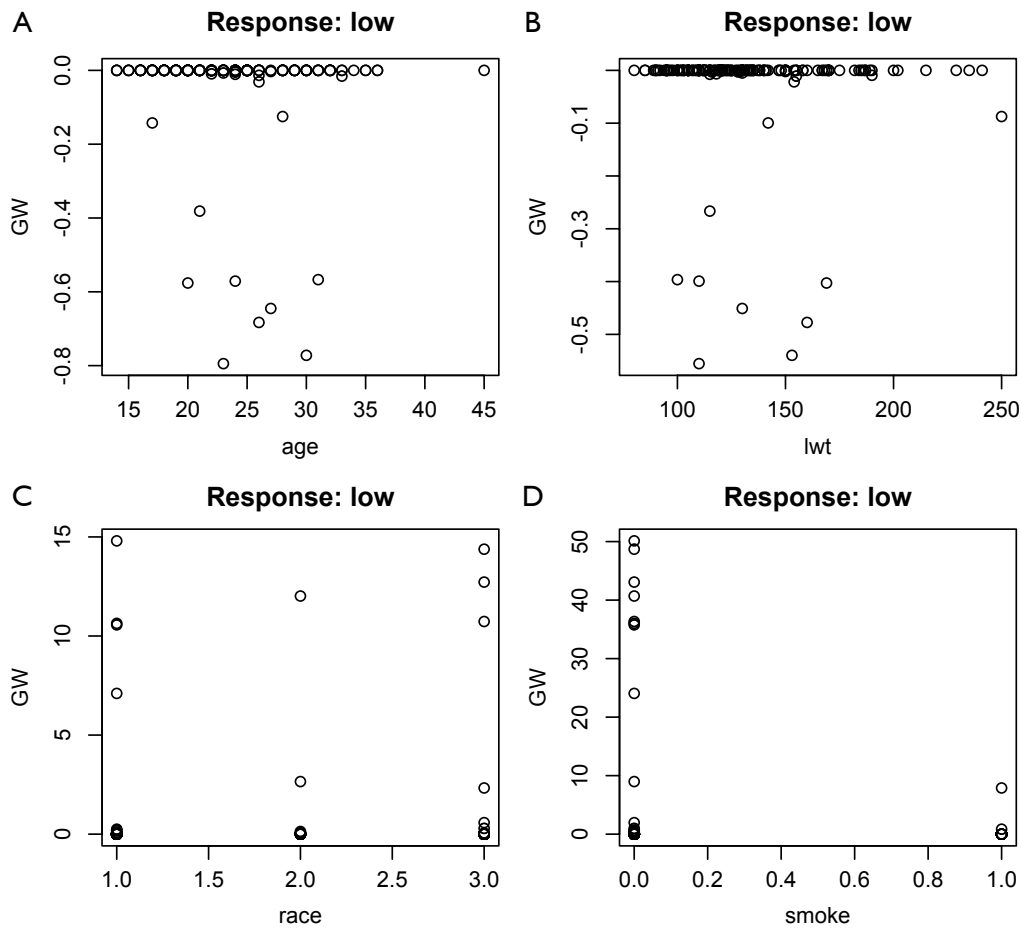 A
Response: low
GW
0.0
-0.2
-0.4
-0.6
-0.8
15 20 25 30 35 40 45
age
B
Response: low
GW
-0.1
-0.3
-0.5
100 150 200 250
lwt
C
Response: low
GW
15
10
5
0
1.0 1.5 2.0 2.5 3.0
race
D
Response: low
GW
50
40
30
20
10
0
0.0 0.2 0.4 0.6 0.8 1.0
smoke